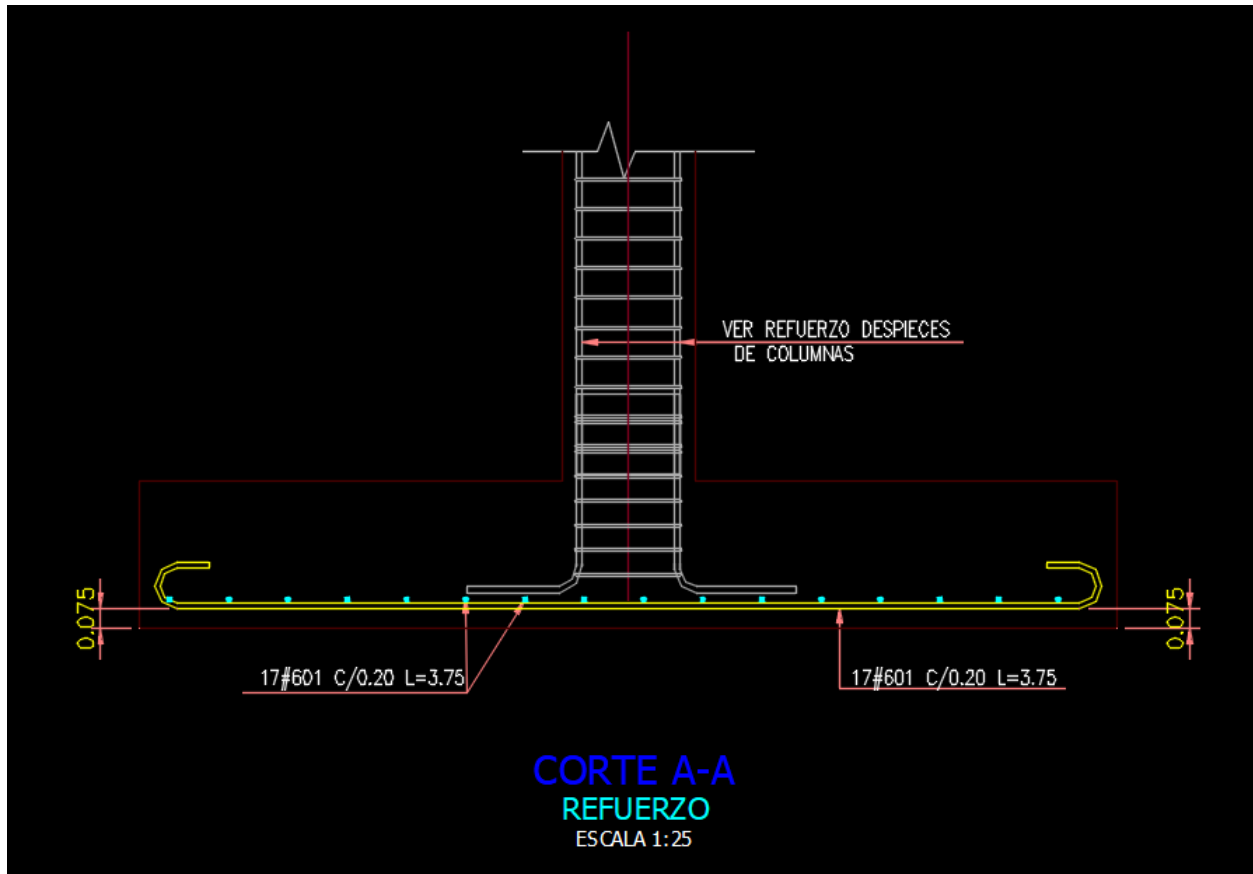 VER REFUERZO DESPIECES
DE COLUMNAS
0.075
0.075
17#601 C/0.20 L=3.75
17#601 C/0.20 L=3.75
CORTE A-A
REFUERZO
ESCALA 1:25